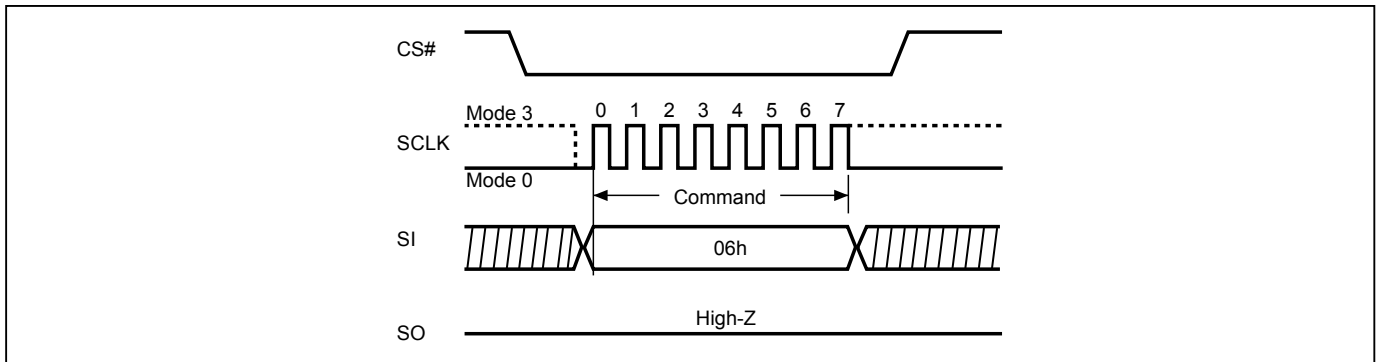 CS#
Mode 3
0 1 2 3 4 5 6 7
SCLK
Mode 0
Command
SI
06h
High-Z
SO